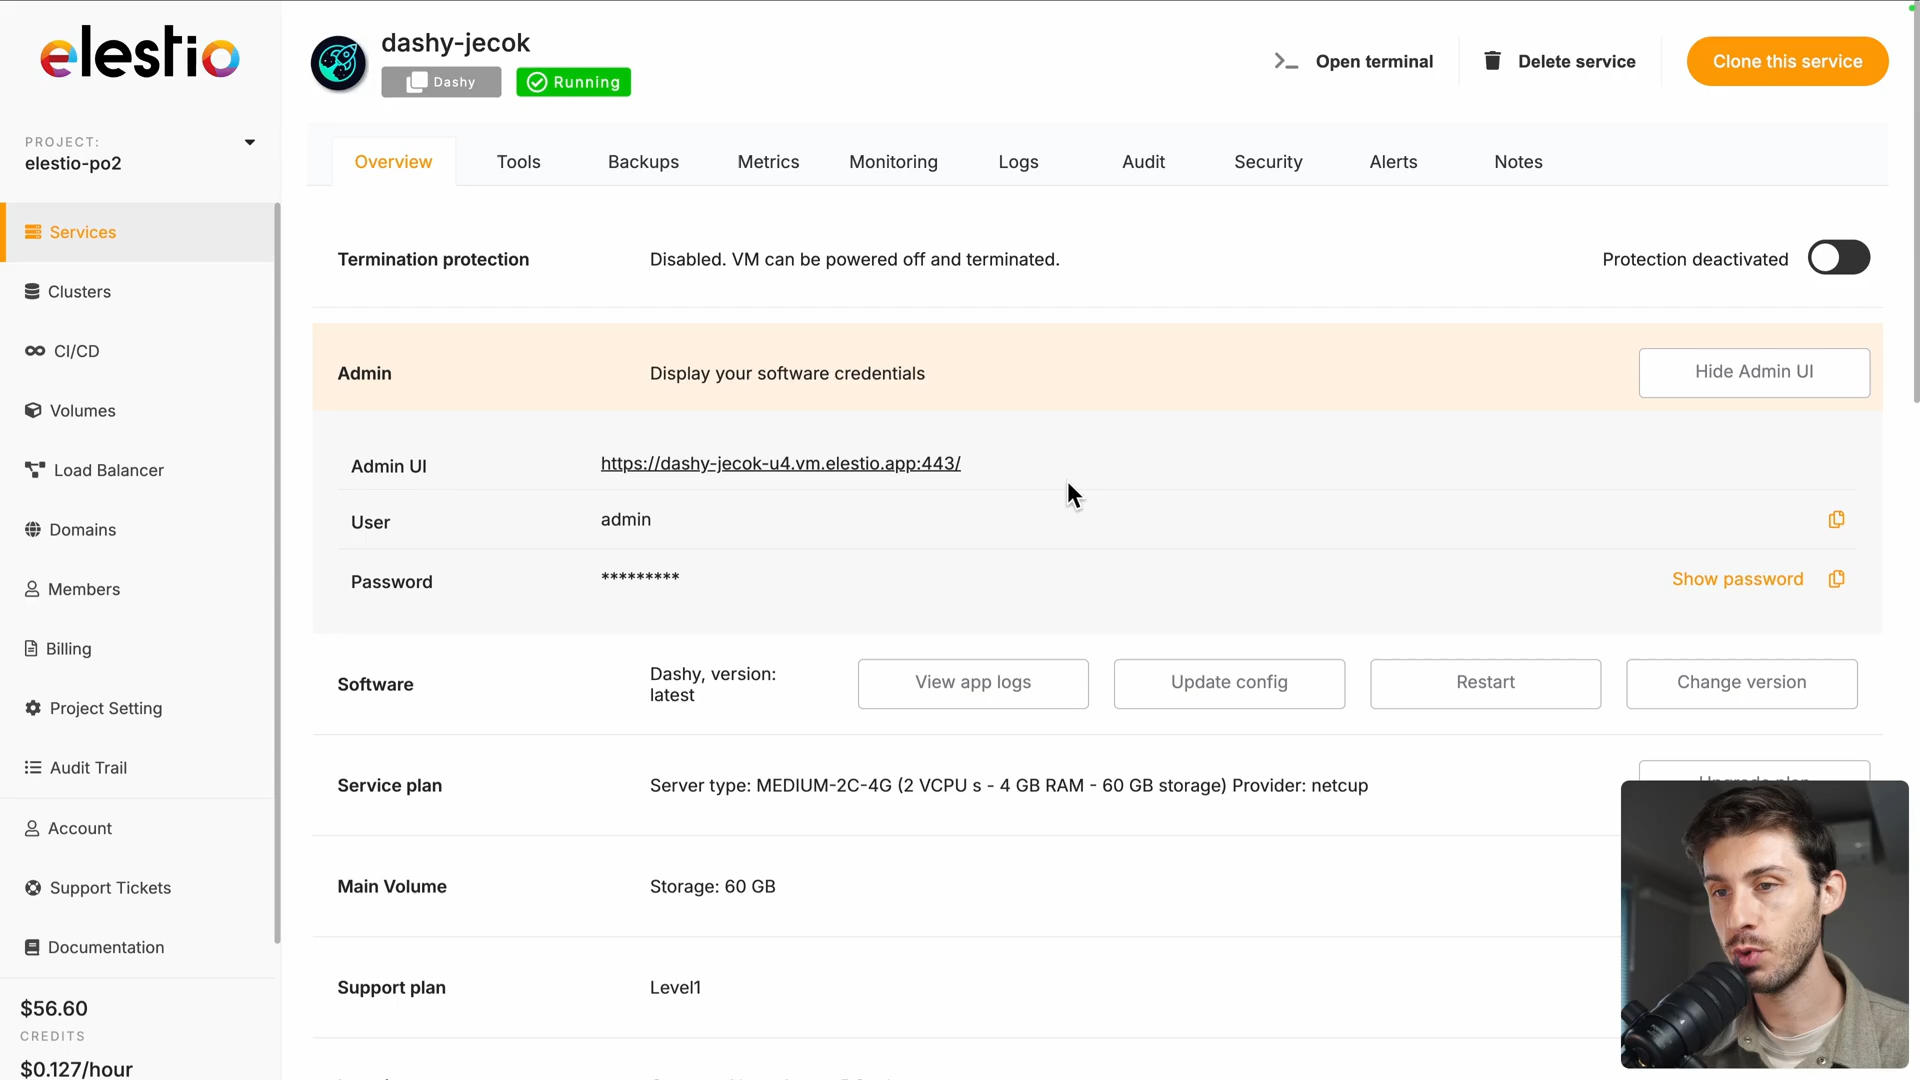 elestio
dashy-jecok
Dashy
Running
Open terminal
Delete service
Clone this service
PROJECT:
elestio-po2
Overview
Tools
Backups
Metrics
Monitoring
Logs
Audit
Security
Alerts
Notes
Services
Clusters
CI/CD
Volumes
Load Balancer
Domains
Members
Billing
Project Setting
Audit Trail
Account
Support Tickets
Documentation
$56.60
CREDITS
$0.127/hour
Termination protection
Disabled. VM can be powered off and terminated.
Protection deactivated
Admin
Display your software credentials
Hide Admin UI
Admin UI
https://dashy-jecok-u4.vm.elestio.app:443/
User
admin
Password
*********
Show password
Software
Dashy, version:
latest
View app logs
Update config
Restart
Change version
Service plan
Server type: MEDIUM-2C-4G (2 VCPU s - 4 GB RAM - 60 GB storage) Provider: netcup
Main Volume
Storage: 60 GB
Support plan
Level1